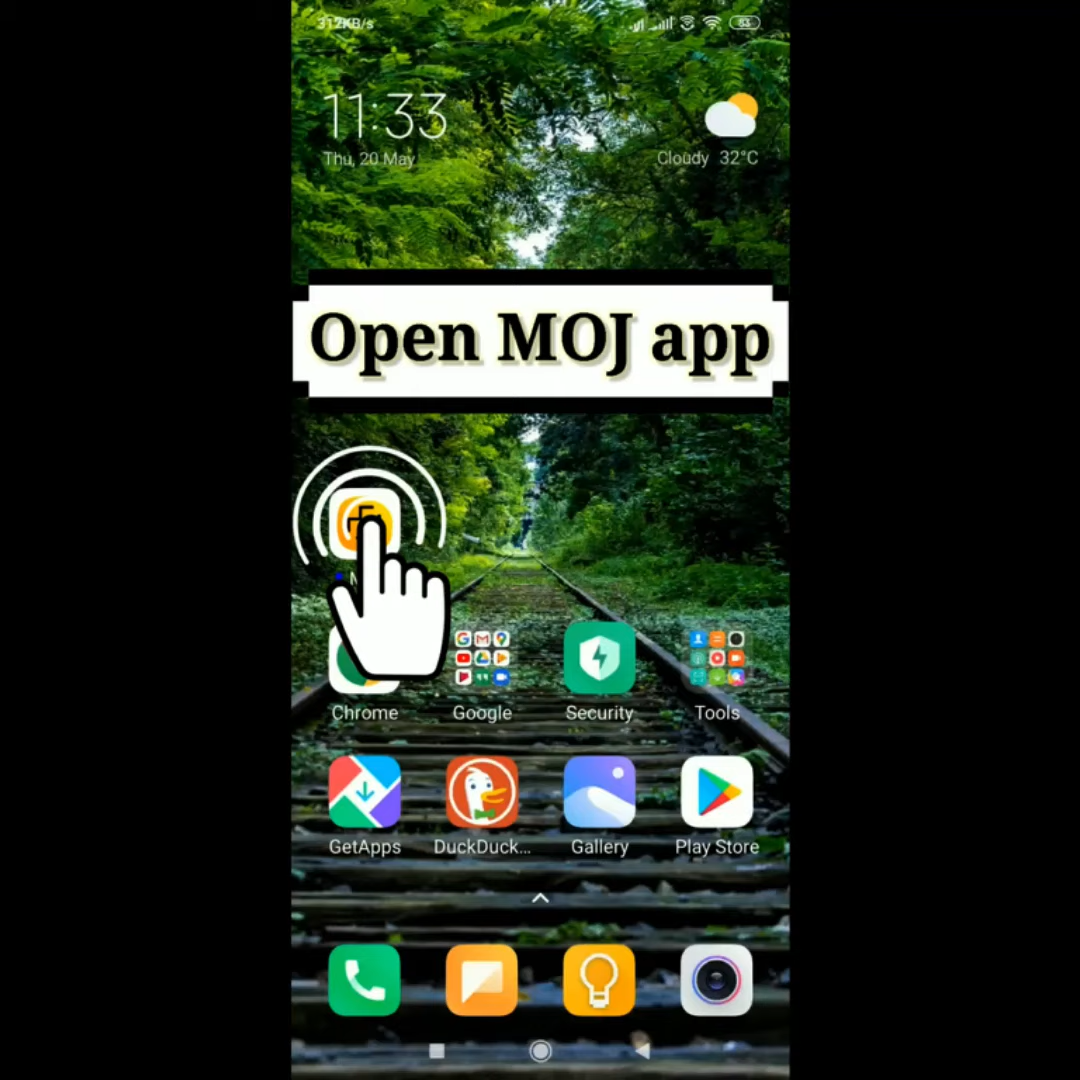 312KB/s
53
11:33
Thu, 20 May
Cloudy 32°C
Open MOJ app
Chrome
Google
Security
Tools
GetApps
DuckDuck...
Gallery
Play Store